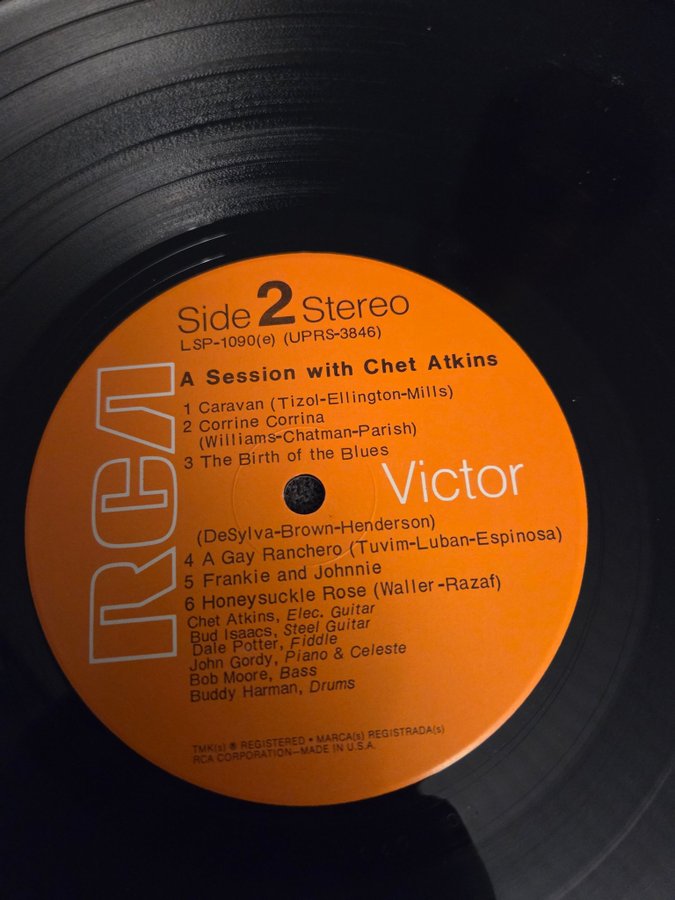 Side 2 Stereo
LSP-1090(e) (UPRS-3846)
A Session with Chet Atkins
1 Caravan (Tizol-Ellington-Mills)
2 Corrine Corrina
(Williams-Chatman-Parish)
3 The Birth of the Blues
RCA
Victor
(DeSylva-Brown-Henderson)
4 A Gay Ranchero (Tuvim-Luban-Espinosa)
5 Frankie and Johnnie
6 Honeysuckle Rose (Waller-Razaf)
Chet Atkins, Elec. Guitar
Bud Isaacs, Steel Guitar
Dale Potter, Fiddle
John Gordy, Piano & Celeste
Bob Moore, Bass
Buddy Harman, Drums
TMK(s) ® REGISTERED • MARCA(s) REGISTRADA(s)
RCA CORPORATION—MADE IN U.S.A.